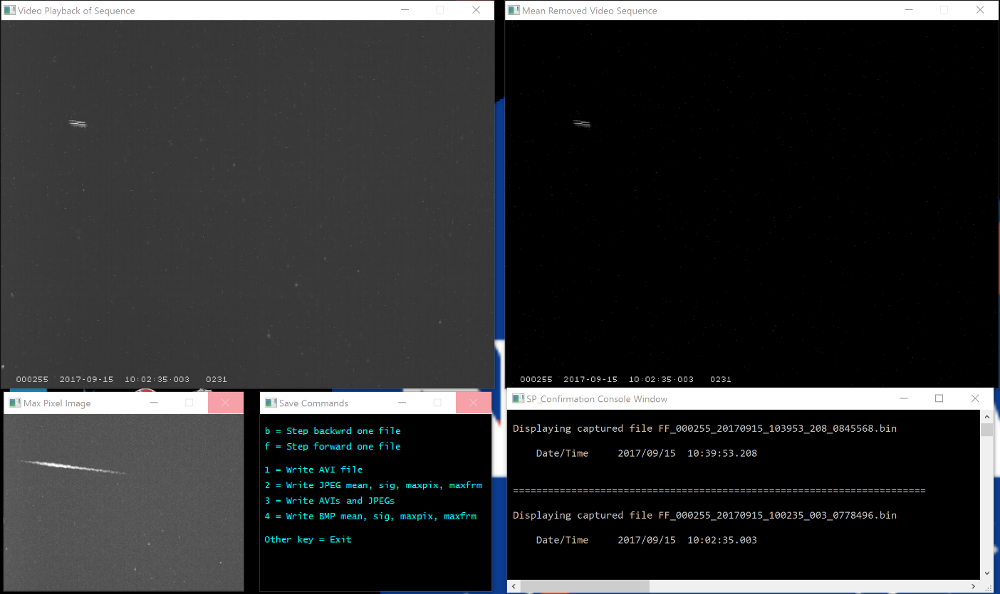 Video Playback of Sequence
000255 2017-09-15 10:02:35:003 0231
Mean Removed Video Sequence
000255 2017-09-15 10:02:35:003 0231
Max Pixel Image
Save Commands
b = Step backwrd one file
f = Step forward one file
1 = Write AVI file
2 = Write JPEG mean, sig, maxpix, maxfrm
3 = Write AVIs and JPEGs
4 = Write BMP mean, sig, maxpix, maxfrm
Other key = Exit
SP_Confirmation Console Window
Displaying captured file FF_000255_20170915_103953_208_0845568.bin
Date/Time 2017/09/15 10:39:53.208
=======================================================================
Displaying captured file FF_000255_20170915_100235_003_0778496.bin
Date/Time 2017/09/15 10:02:35.003